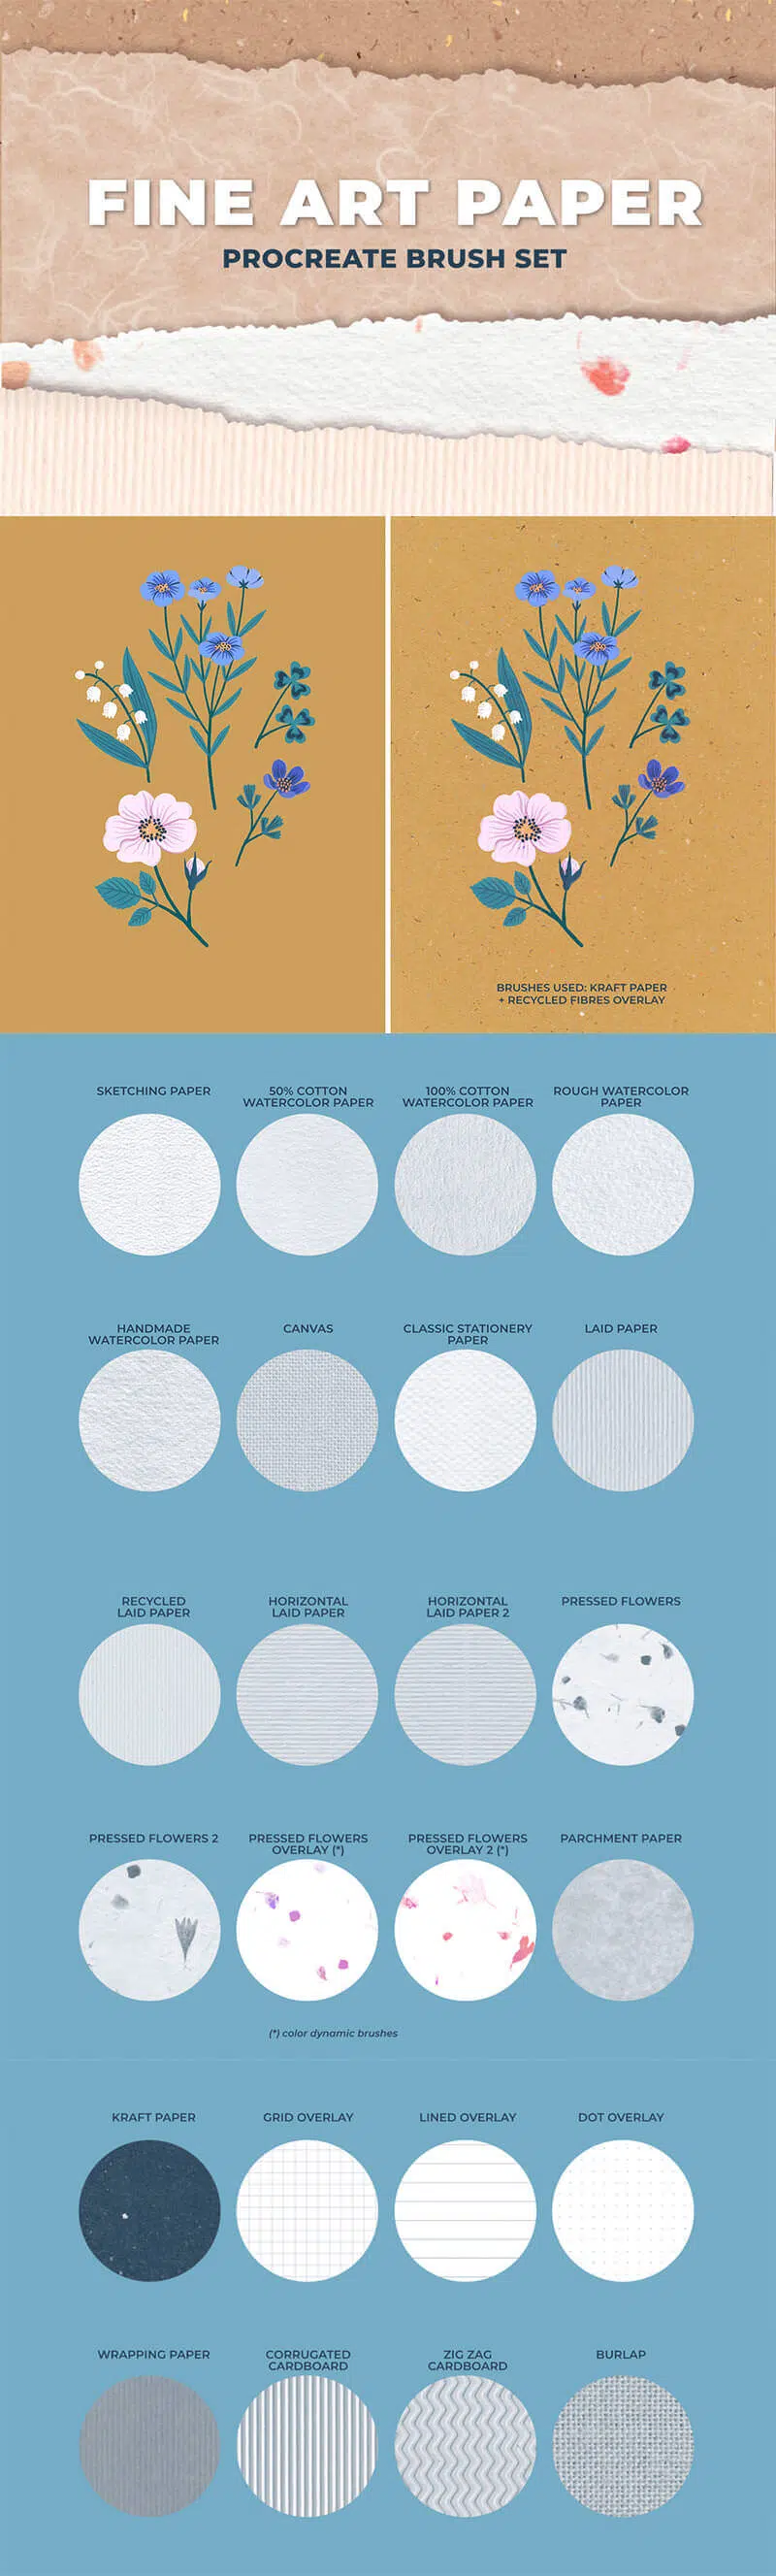 FINE ART PAPER
PROCREATE BRUSH SET
BRUSHES USED: KRAFT PAPER
+ RECYCLED FIBRES OVERLAY
SKETCHING PAPER
50% COTTON
WATERCOLOR PAPER
100% COTTON
WATERCOLOR PAPER
ROUGH WATERCOLOR
PAPER
HANDMADE
WATERCOLOR PAPER
CANVAS
CLASSIC STATIONERY
PAPER
LAID PAPER
RECYCLED
LAID PAPER
HORIZONTAL
LAID PAPER
HORIZONTAL
LAID PAPER 2
PRESSED FLOWERS
PRESSED FLOWERS 2
PRESSED FLOWERS
OVERLAY (*)
PRESSED FLOWERS
OVERLAY 2 (*)
PARCHMENT PAPER
(*) color dynamic brushes
KRAFT PAPER
GRID OVERLAY
LINED OVERLAY
DOT OVERLAY
WRAPPING PAPER
CORRUGATED
CARDBOARD
ZIG ZAG
CARDBOARD
BURLAP